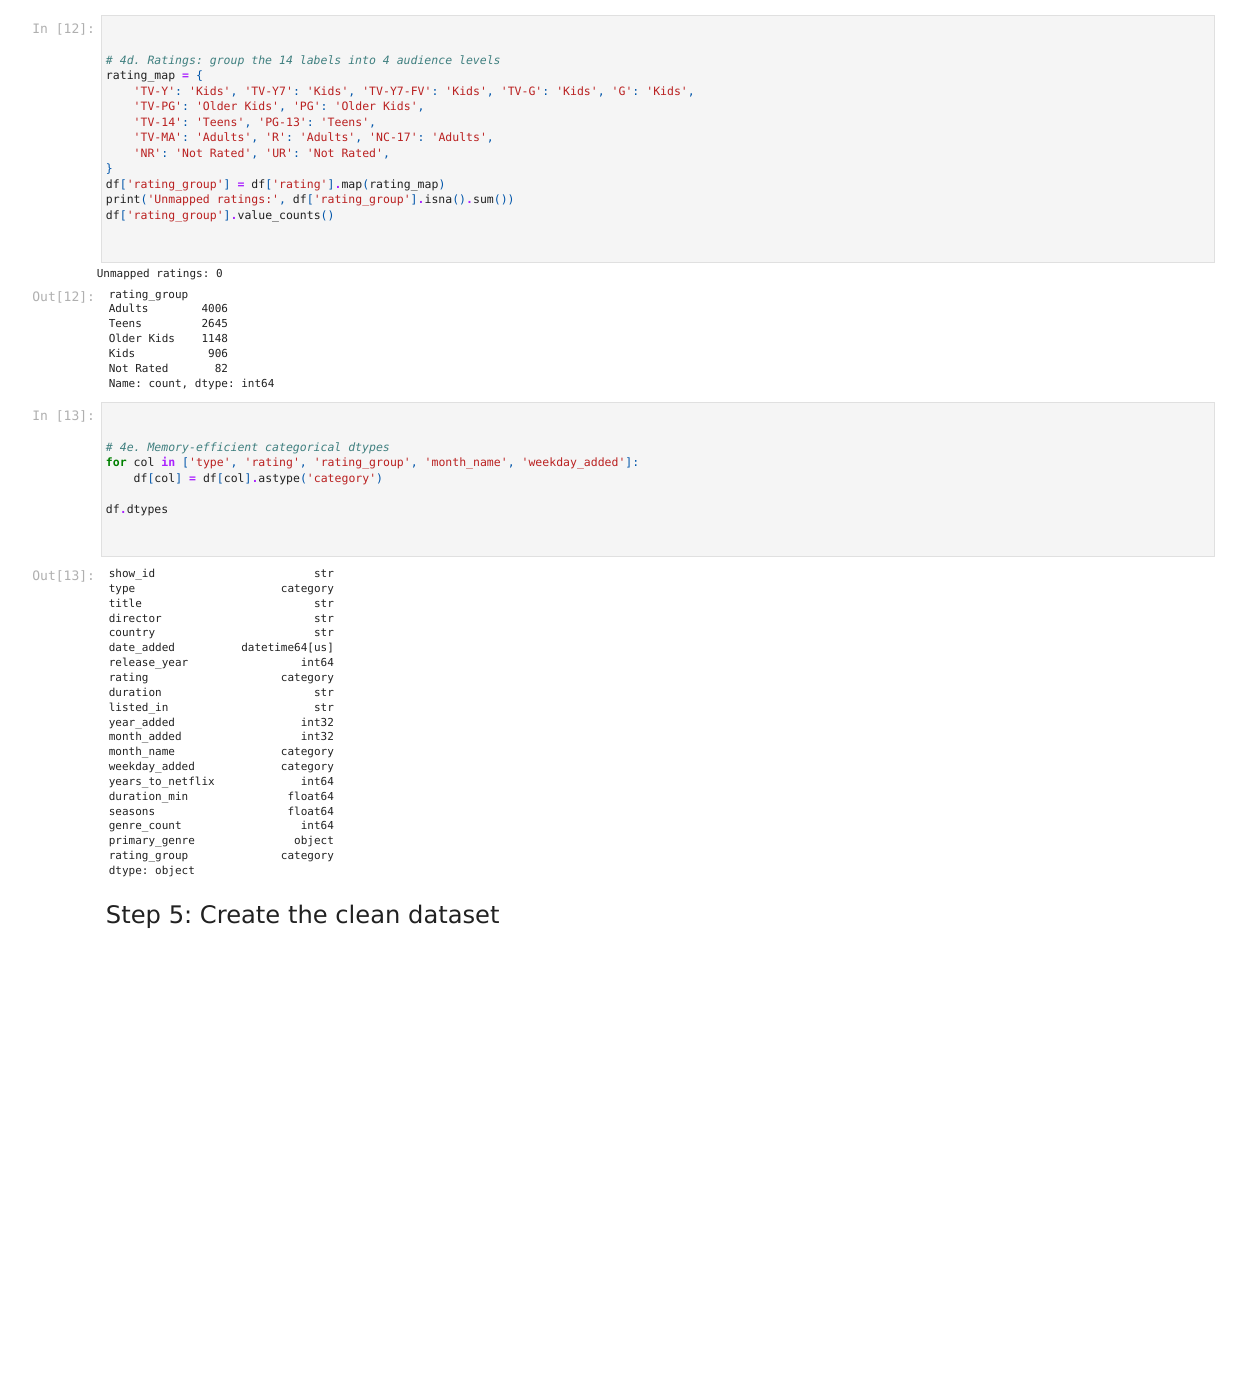 In [12]:
# 4d. Ratings: group the 14 labels into 4 audience levels
rating_map = {
    'TV-Y': 'Kids', 'TV-Y7': 'Kids', 'TV-Y7-FV': 'Kids', 'TV-G': 'Kids', 'G': 'Kids',
    'TV-PG': 'Older Kids', 'PG': 'Older Kids',
    'TV-14': 'Teens', 'PG-13': 'Teens',
    'TV-MA': 'Adults', 'R': 'Adults', 'NC-17': 'Adults',
    'NR': 'Not Rated', 'UR': 'Not Rated',
}
df['rating_group'] = df['rating'].map(rating_map)
print('Unmapped ratings:', df['rating_group'].isna().sum())
df['rating_group'].value_counts()
Unmapped ratings: 0
Out[12]:
rating_group
Adults        4006
Teens         2645
Older Kids    1148
Kids           906
Not Rated       82
Name: count, dtype: int64
In [13]:
# 4e. Memory-efficient categorical dtypes
for col in ['type', 'rating', 'rating_group', 'month_name', 'weekday_added']:
    df[col] = df[col].astype('category')
df.dtypes
Out[13]:
show_id                        str
type                      category
title                          str
director                       str
country                        str
date_added          datetime64[us]
release_year                 int64
rating                    category
duration                       str
listed_in                      str
year_added                   int32
month_added                  int32
month_name                category
weekday_added             category
years_to_netflix             int64
duration_min               float64
seasons                    float64
genre_count                  int64
primary_genre               object
rating_group              category
dtype: object
Step 5: Create the clean dataset